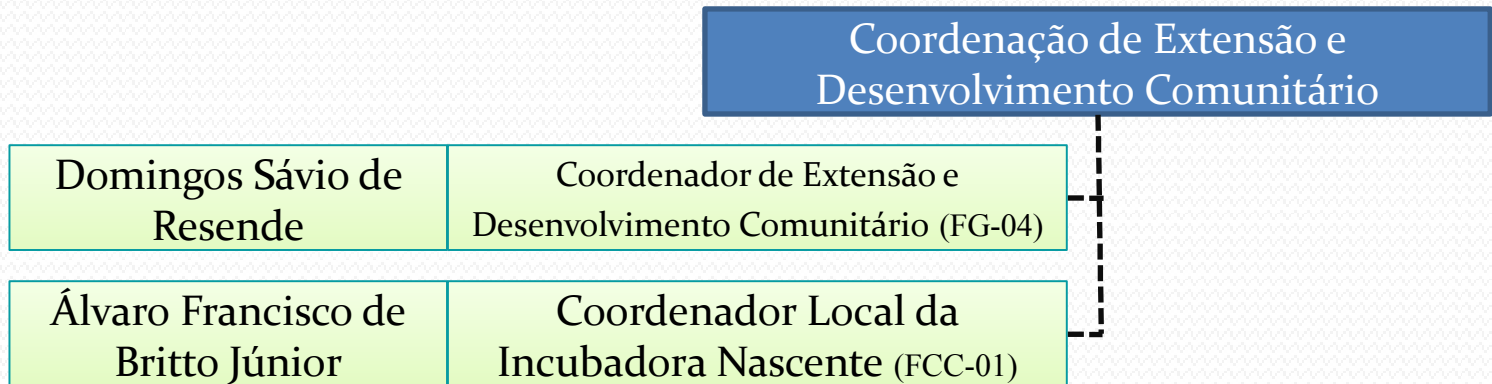 Coordenação de Extensão e
Desenvolvimento Comunitário
Domingos Sávio de
Resende
Coordenador de Extensão e
Desenvolvimento Comunitário (FG-04)
Álvaro Francisco de
Britto Júnior
Coordenador Local da
Incubadora Nascente (FCC-01)